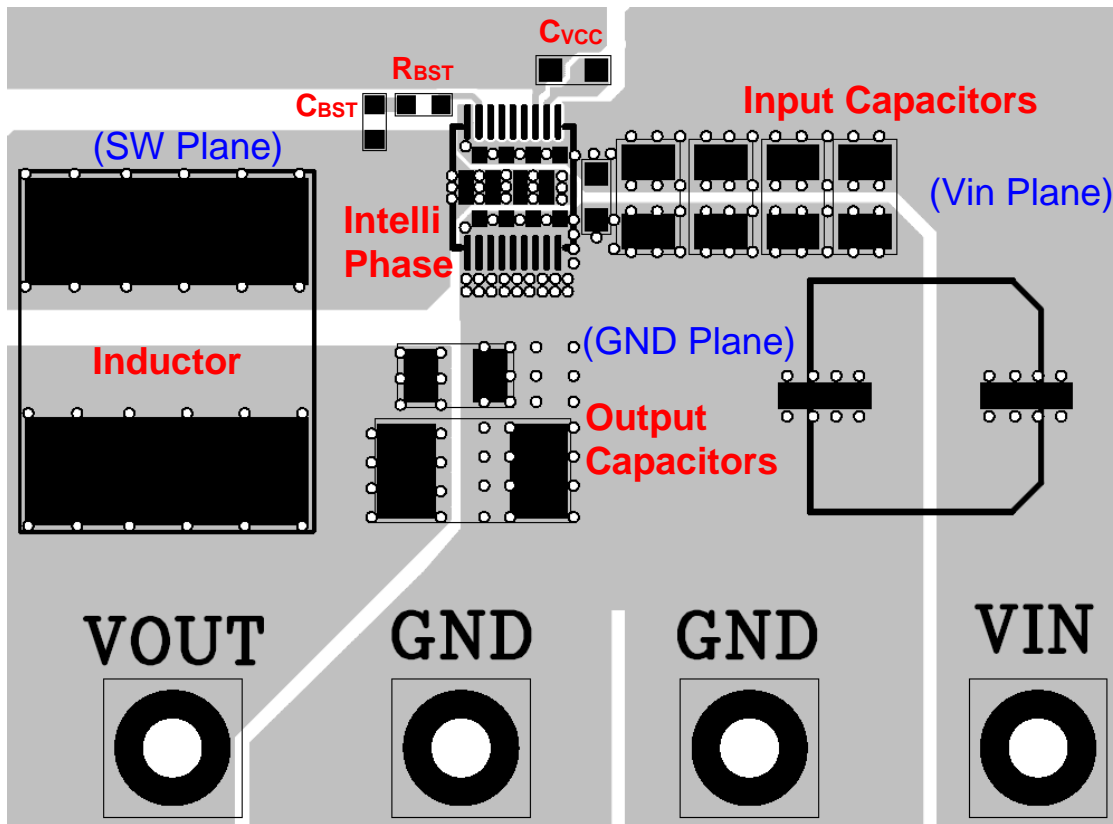 CVCC
RBST
CBST
Input Capacitors
(SW Plane)
(Vin Plane)
Intelli
Phase
(GND Plane)
Inductor
Output
Capacitors
VOUT GND GND VIN